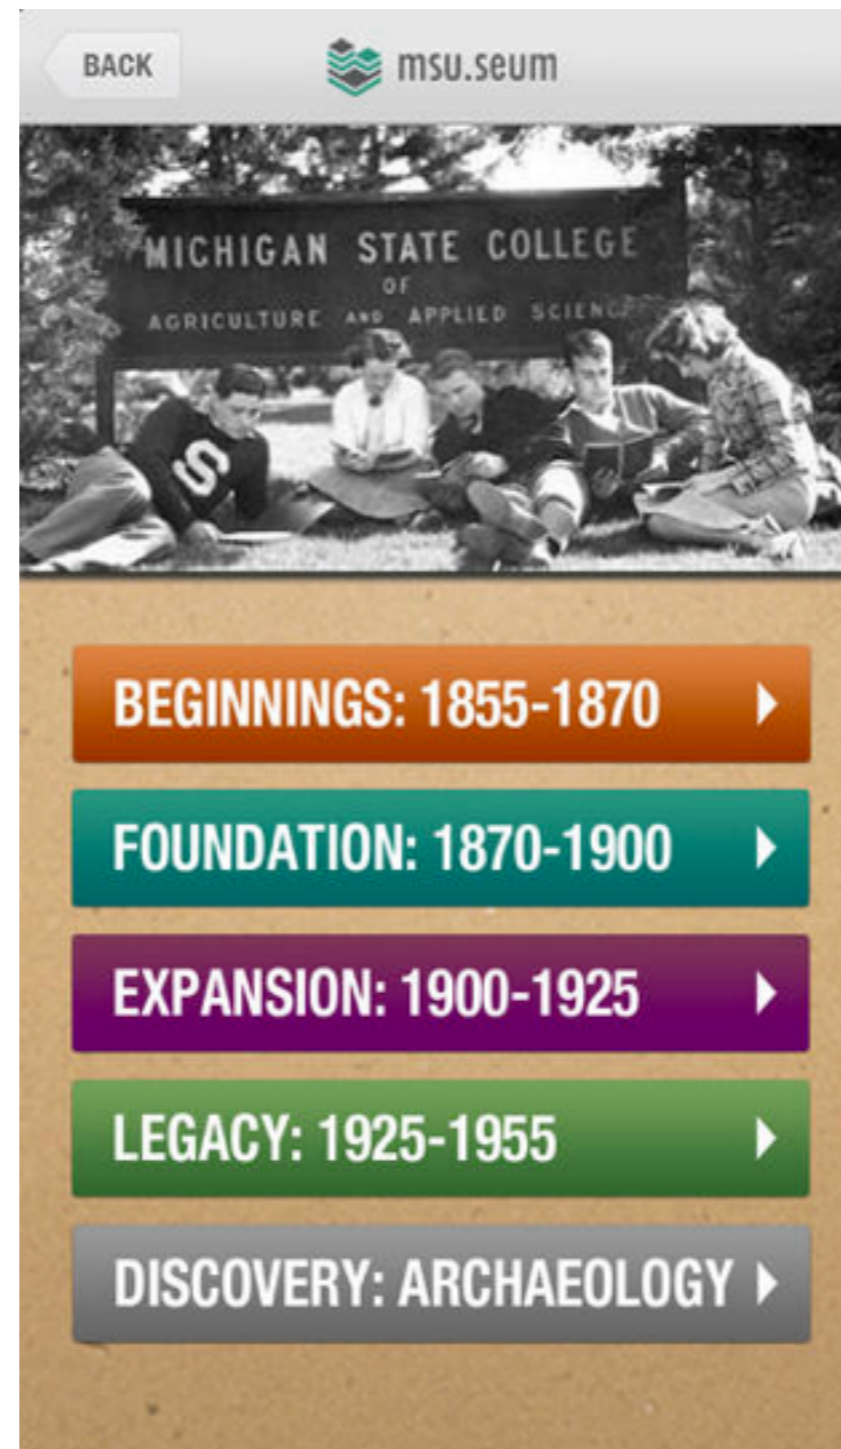 BACK
msu.seum
MICHIGAN STATE COLLEGE
OF
AGRICULTURE AND APPLIED SCIENCE
S
BEGINNINGS: 1855-1870
FOUNDATION: 1870-1900
EXPANSION: 1900-1925
LEGACY: 1925-1955
DISCOVERY: ARCHAEOLOGY